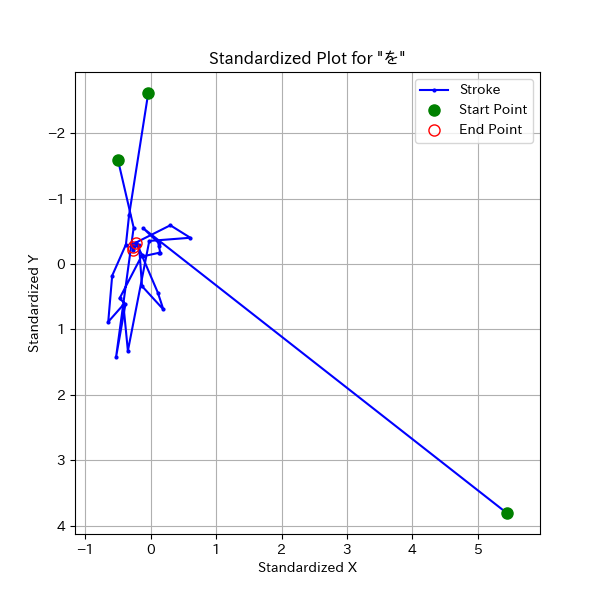 Standardized Plot for "を"
Stroke
Start Point
End Point
−2
−1
0
1
2
3
4
Standardized Y
−1 0 1 2 3 4 5
Standardized X